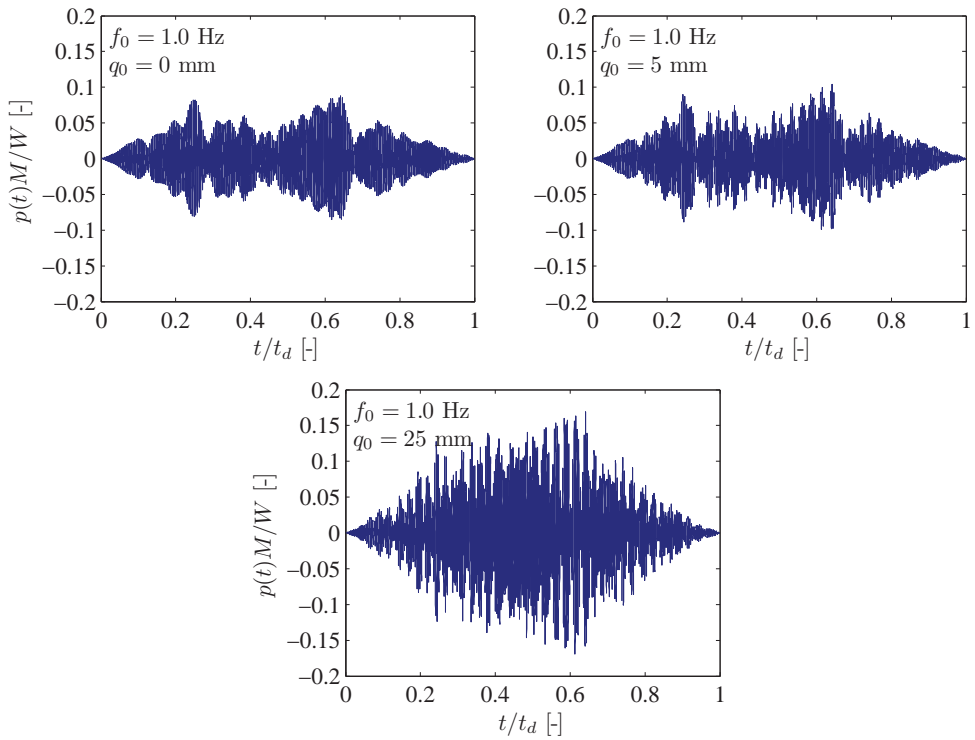 0.2
f₀ = 1.0 Hz
q₀ = 0 mm
0.15
0.1
0.05
0
−0.05
−0.1
−0.15
−0.2
p(t)M/W [-]
0 0.2 0.4 0.6 0.8 1
t/t_d [-]
0.2
f₀ = 1.0 Hz
q₀ = 5 mm
0.15
0.1
0.05
0
−0.05
−0.1
−0.15
−0.2
0 0.2 0.4 0.6 0.8 1
t/t_d [-]
0.2
f₀ = 1.0 Hz
q₀ = 25 mm
0.15
0.1
0.05
0
−0.05
−0.1
−0.15
−0.2
p(t)M/W [-]
0 0.2 0.4 0.6 0.8 1
t/t_d [-]